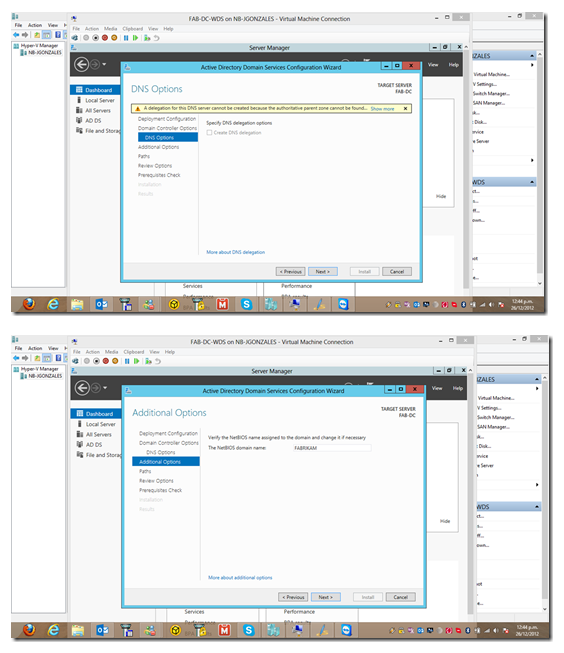 FAB-DC-WDS on NB-JGONZALES - Virtual Machine Connection
File Action View
File Action Media Clipboard View Help
Hyper-V Manager
NB-JGONZALES
Server Manager
View Help
Dashboard
Local Server
All Servers
AD DS
File and Storag
Active Directory Domain Services Configuration Wizard
DNS Options
TARGET SERVER
FAB-DC
A delegation for this DNS server cannot be created because the authoritative parent zone cannot be found... Show more
Deployment Configuration
Domain Controller Options
DNS Options
Additional Options
Paths
Review Options
Prerequisites Check
Installation
Results
Specify DNS delegation options
Create DNS delegation
More about DNS delegation
< Previous Next > Install Cancel
Hide
Services
Performance
NZALES
Virtual Machine...
V Settings...
Switch Manager...
SAN Manager...
Disk...
rvice
re Server
WDS
12:44 p.m.
26/12/2012
FAB-DC-WDS on NB-JGONZALES - Virtual Machine Connection
File Action View
File Action Media Clipboard View Help
Hyper-V Manager
NB-JGONZALES
Server Manager
View Help
Dashboard
Local Server
All Servers
AD DS
File and Storag
Active Directory Domain Services Configuration Wizard
Additional Options
TARGET SERVER
FAB-DC
Deployment Configuration
Domain Controller Options
DNS Options
Additional Options
Paths
Review Options
Prerequisites Check
Installation
Results
Verify the NetBIOS name assigned to the domain and change it if necessary
The NetBIOS domain name: FABRIKAM
More about additional options
< Previous Next > Install Cancel
Hide
Services
Performance
BPA results
NZALES
Virtual Machine...
V Settings...
Switch Manager...
SAN Manager...
Disk...
rvice
re Server
WDS
12:44 p.m.
26/12/2012